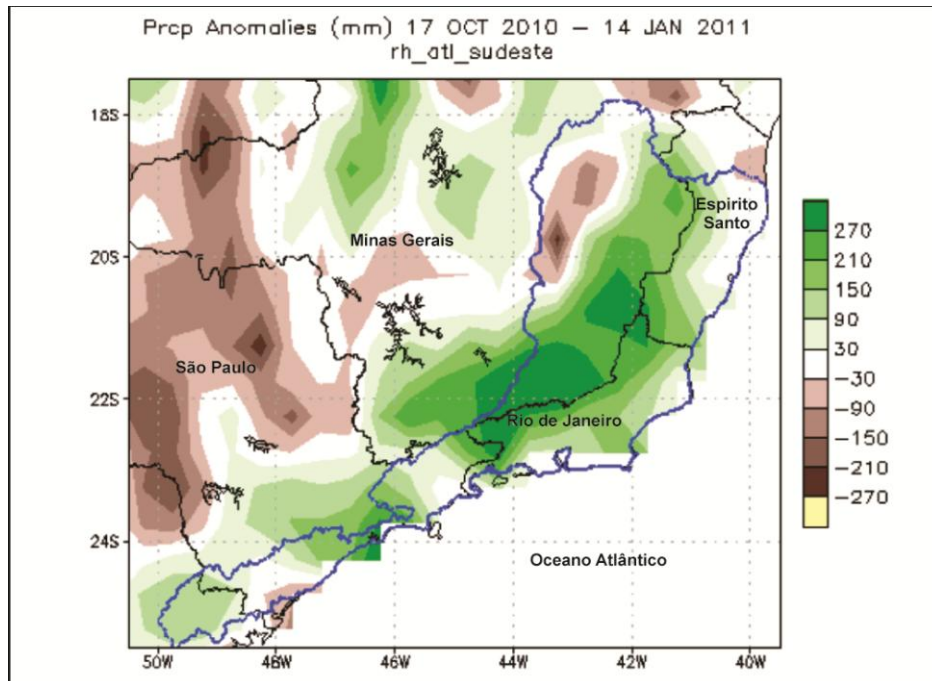 Prcp Anomalies (mm) 17 OCT 2010 – 14 JAN 2011
rh_atl_sudeste
18S
20S
22S
24S
50W 48W 46W 44W 42W 40W
Minas Gerais
Espirito
Santo
São Paulo
Rio de Janeiro
Oceano Atlântico
270
210
150
90
30
−30
−90
−150
−210
−270